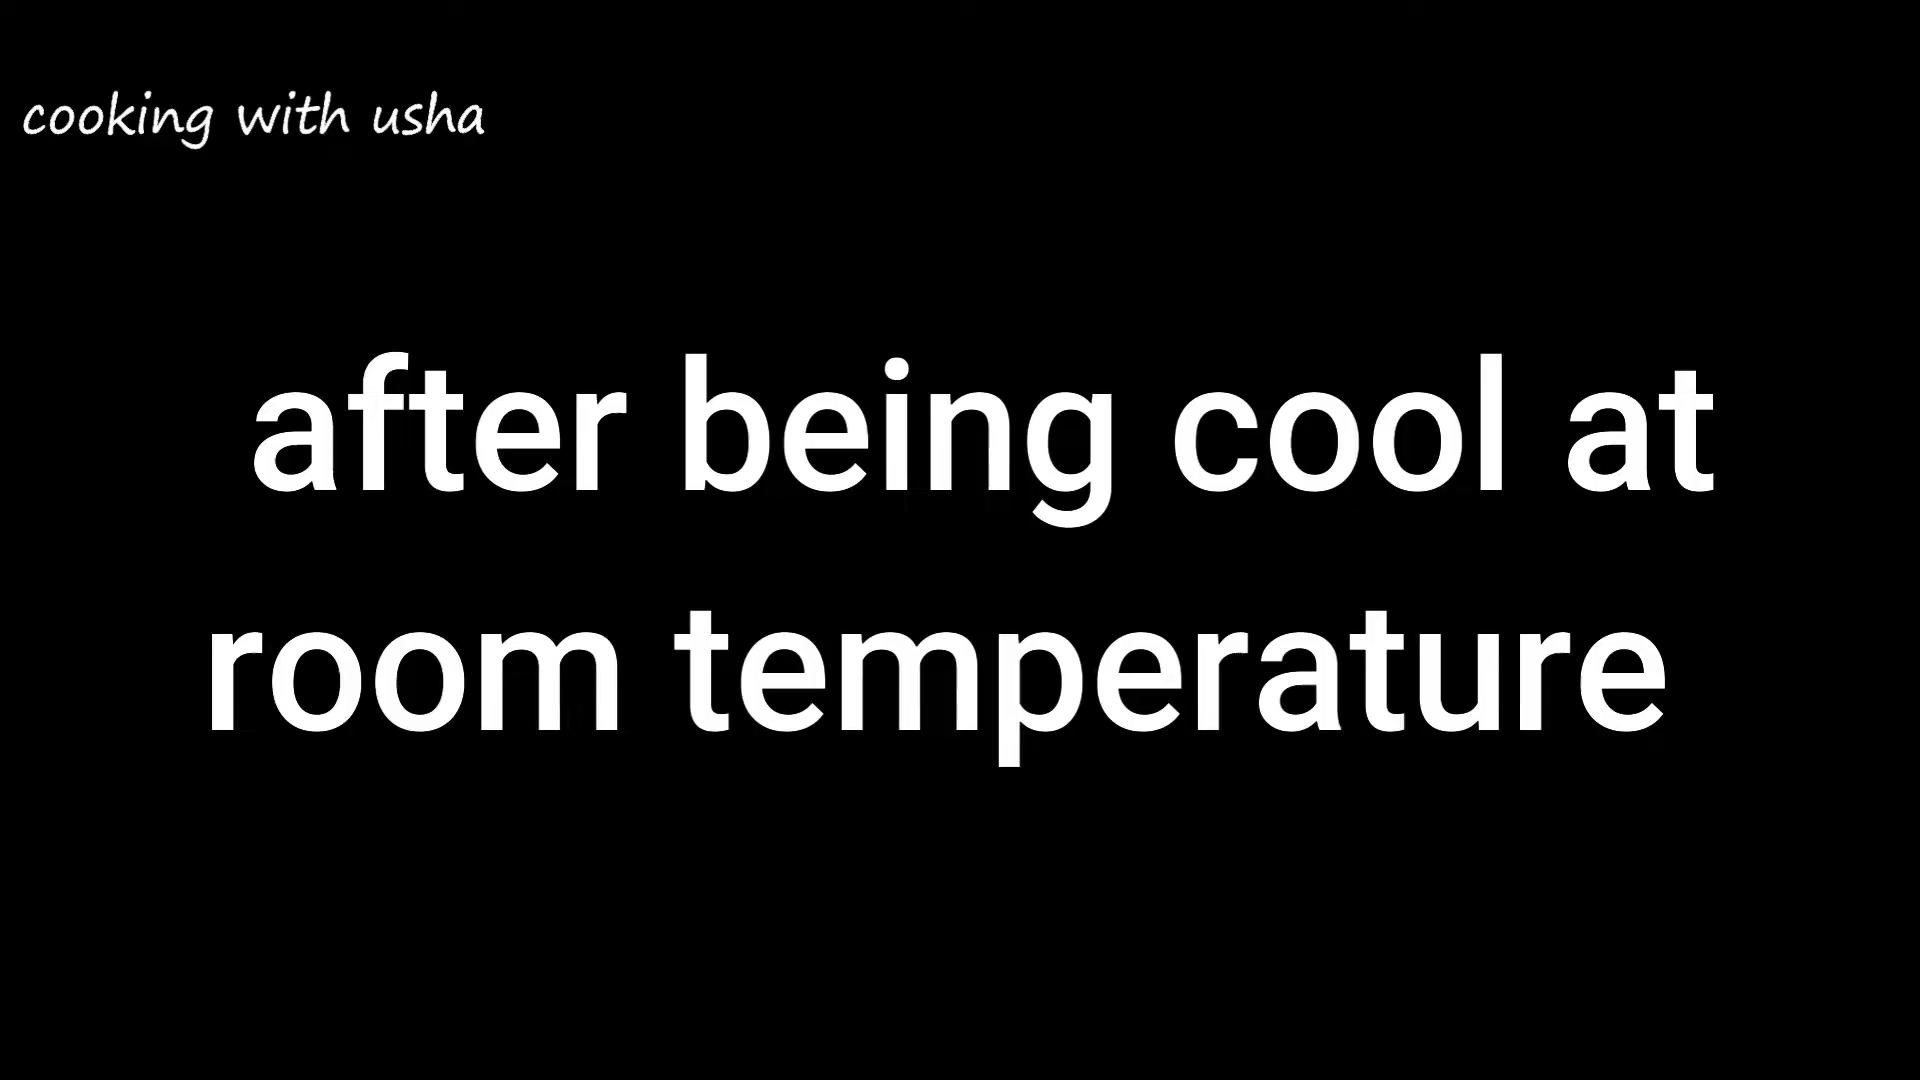 cooking with usha
after being cool at
room temperature